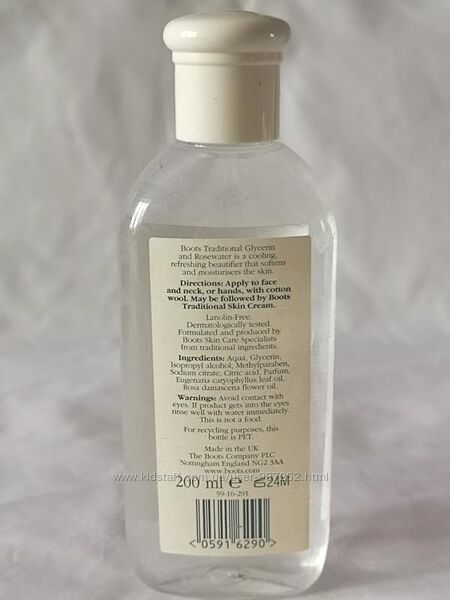 Boots Traditional Glycerin
and Rosewater is a cooling,
refreshing beautifier that softens
and moisturises the skin.
Directions: Apply to face
and neck, or hands, with cotton
wool. May be followed by Boots
Traditional Skin Cream.
Lanolin-Free.
Dermatologically tested.
Formulated and produced by
Boots Skin Care Specialists
from traditional ingredients.
Ingredients: Aqua, Glycerin,
Isopropyl alcohol, Methylparaben,
Sodium citrate, Citric acid, Parfum,
Eugenaria caryophyllus leaf oil,
Rosa damascena flower oil.
Warnings: Avoid contact with
eyes. If product gets into the eyes
rinse well with water immediately.
This is not a food.
For recycling purposes, this
bottle is PET.
Made in the UK
The Boots Company PLC
Nottingham England NG2 3AA
www.boots.com
200 ml e 24M
59-16-291
<0591 6290>